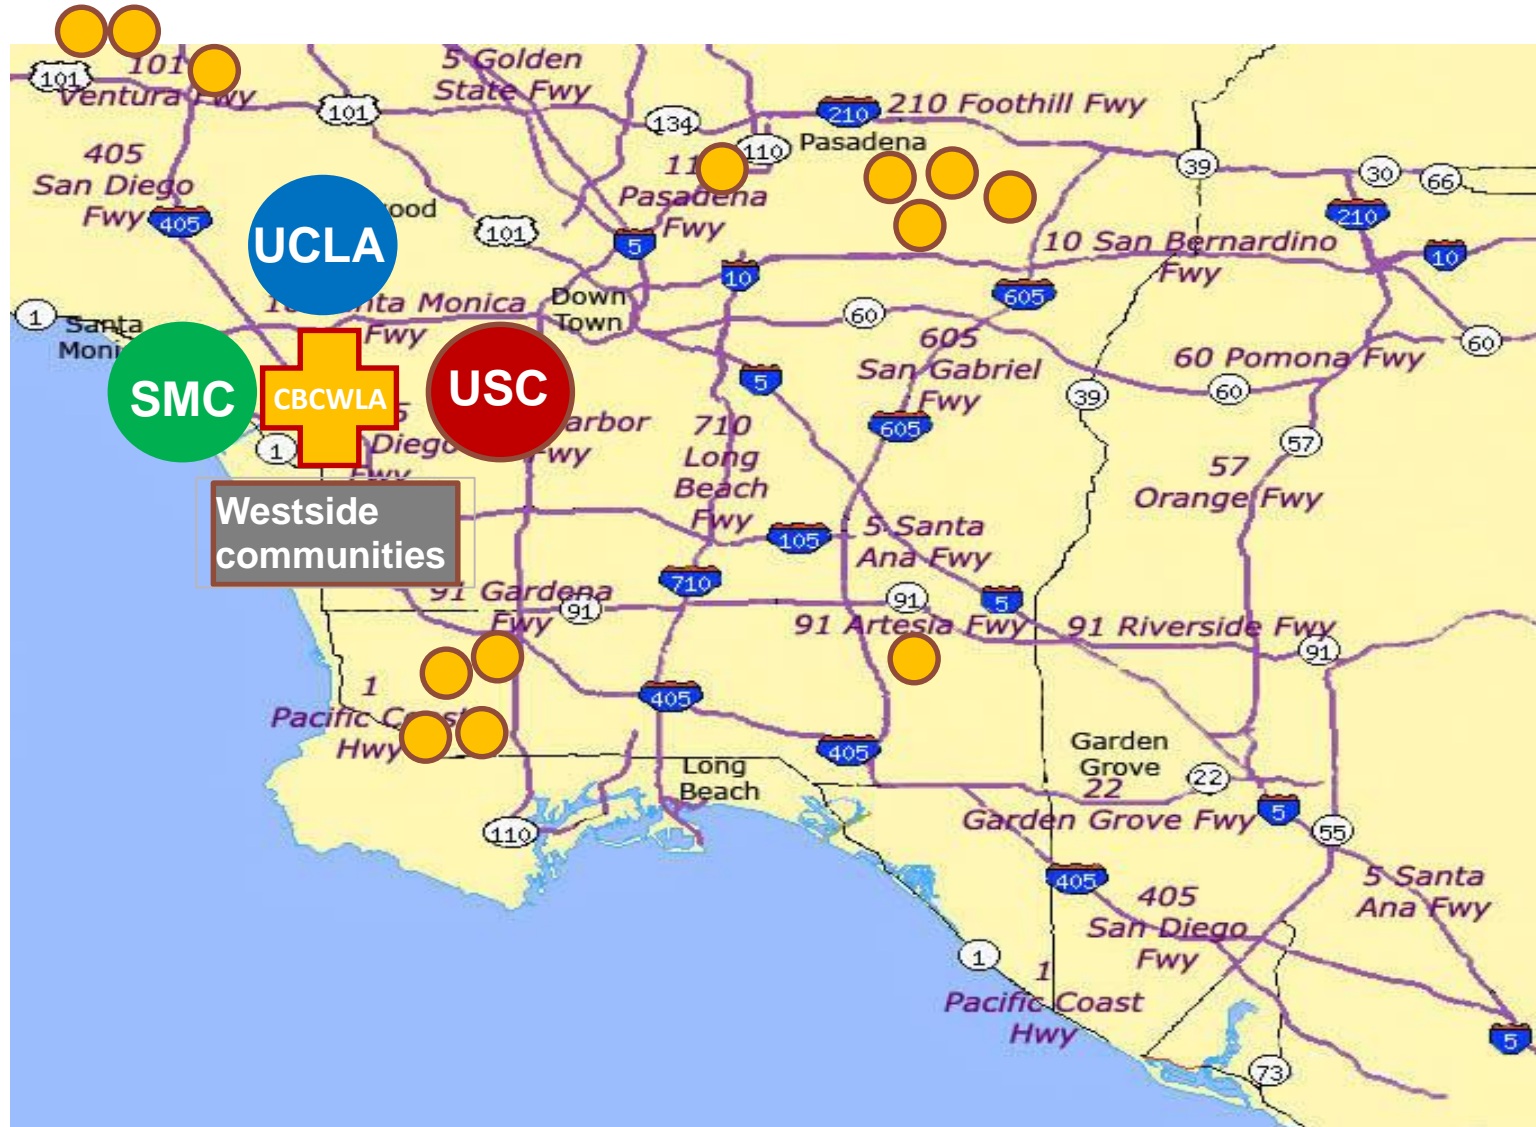 101
101
Ventura Fwy
5 Golden
State Fwy
101
134
210
210 Foothill Fwy
110
Pasadena
405
San Diego
Fwy
405
UCLA
101
Pasadena
Fwy
5
39
30
66
210
10 San Bernardino
Fwy
10
10
605
1
Santa
Fwy
Down
Town
60
605
San Gabriel
Fwy
60 Pomona Fwy
60
SMC
CBCWLA
USC
5
39
60
605
1
Diego
Fwy
Fwy
710
Long
Beach
Fwy
57
57
Orange Fwy
Westside
communities
105
5 Santa
Ana Fwy
710
91 Gardena
Fwy
91
91
5
91 Artesia Fwy
91 Riverside Fwy
91
1
Pacific Coast
Hwy
405
405
Long
Beach
Garden
Grove
22
22
Garden Grove Fwy
5
55
110
405
405
San Diego
Fwy
5 Santa
Ana Fwy
1
1
Pacific Coast
Hwy
5
73